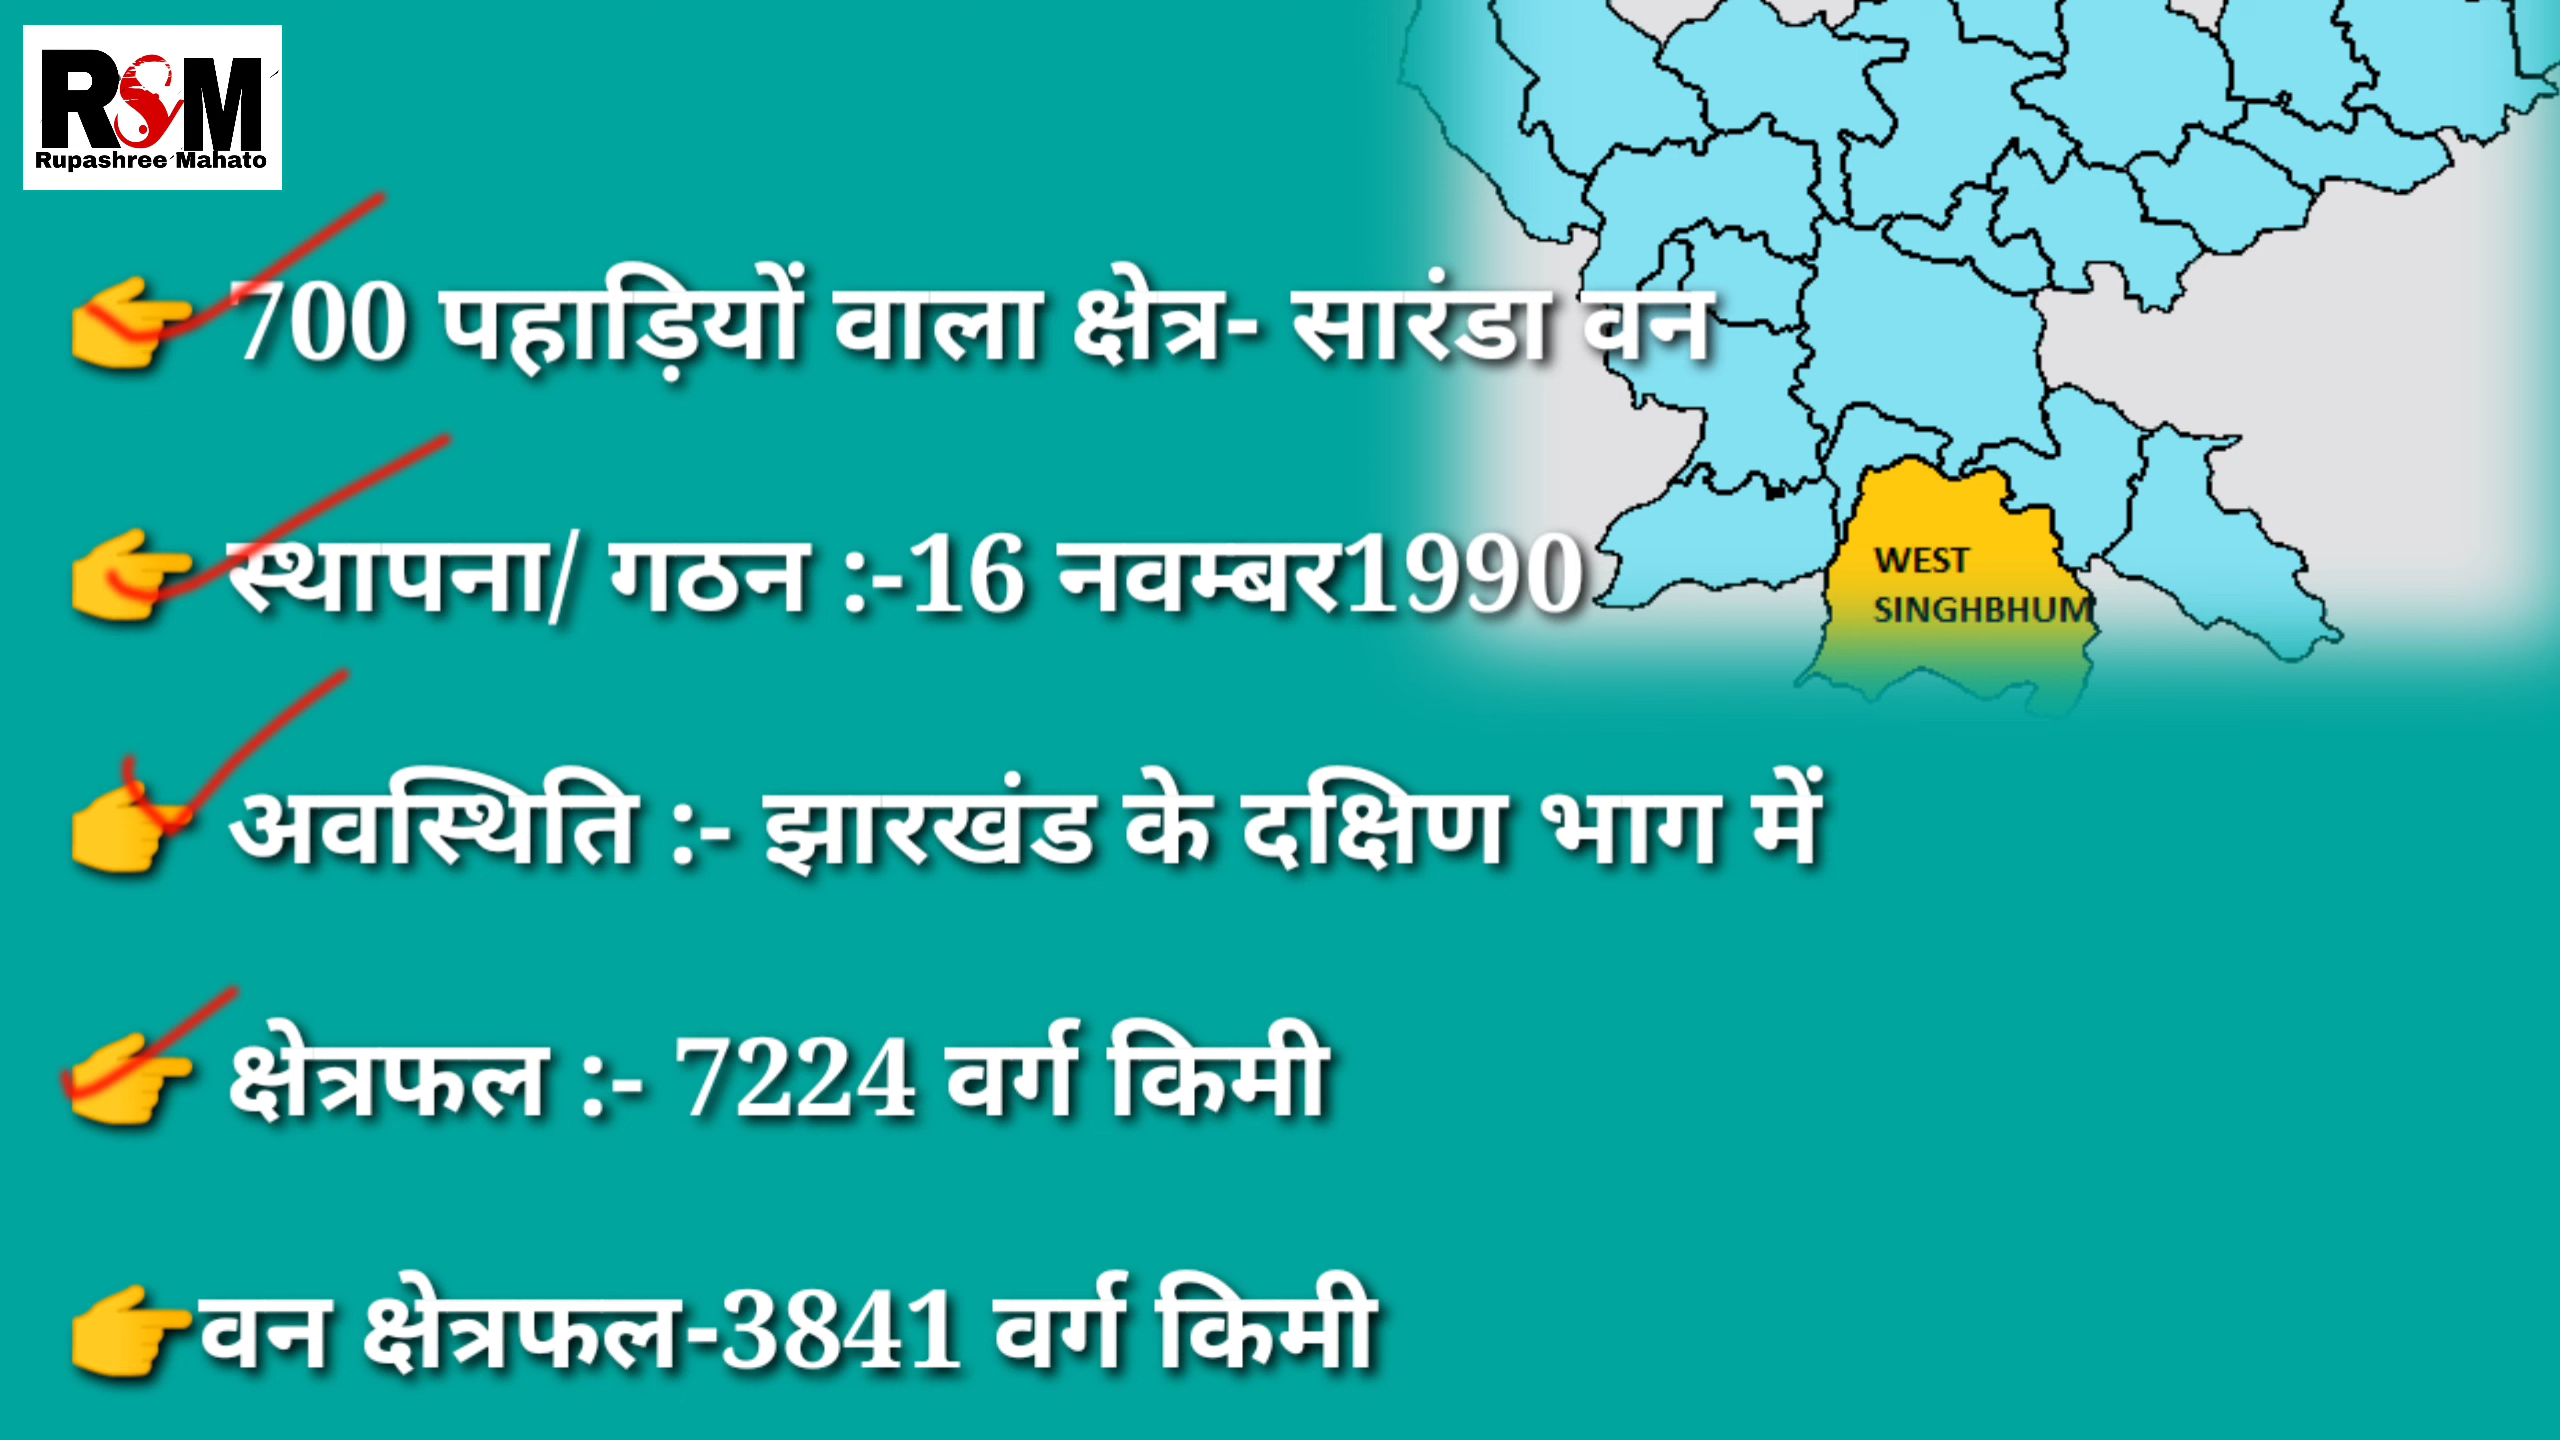 RSM
Rupashree Mahato
👉 700 पहाड़ियों वाला क्षेत्र- सारंडा वन
👉 स्थापना/ गठन :-16 नवम्बर1990
WEST
SINGHBHUM
👉 अवस्थिति :- झारखंड के दक्षिण भाग में
👉 क्षेत्रफल :- 7224 वर्ग किमी
👉वन क्षेत्रफल-3841 वर्ग किमी